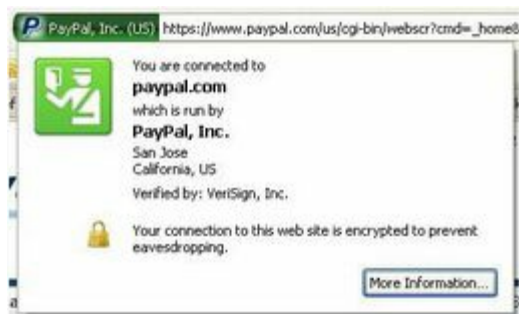 PayPal, Inc. (US) https://www.paypal.com/us/cgi-bin/webscr?cmd=_home&
You are connected to
paypal.com
which is run by
PayPal, Inc.
San Jose
California, US
Verified by: VeriSign, Inc.
Your connection to this web site is encrypted to prevent
eavesdropping.
More Information...